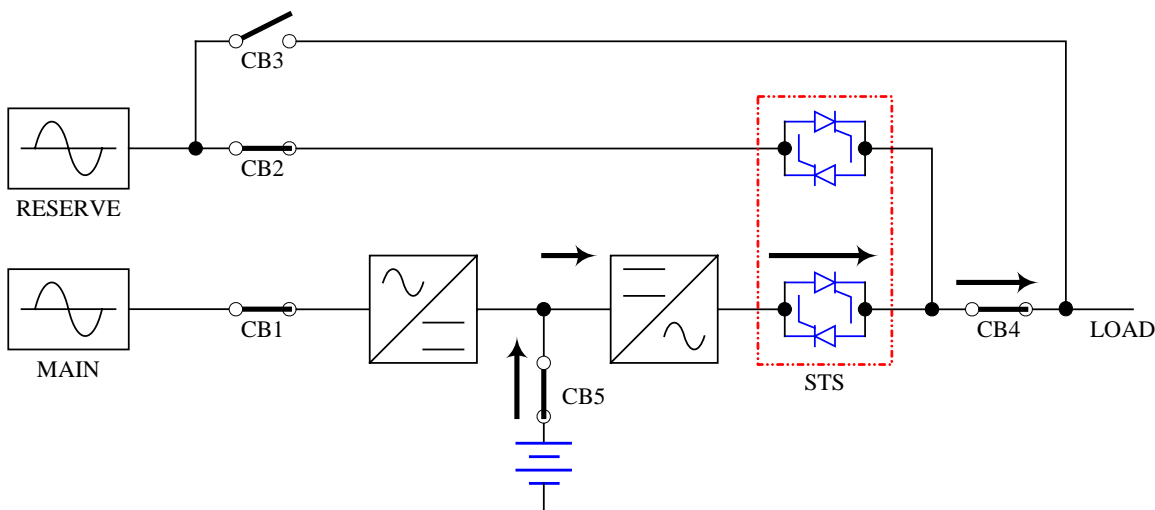 CB3
CB2
RESERVE
CB1
MAIN
CB4
LOAD
STS
CB5